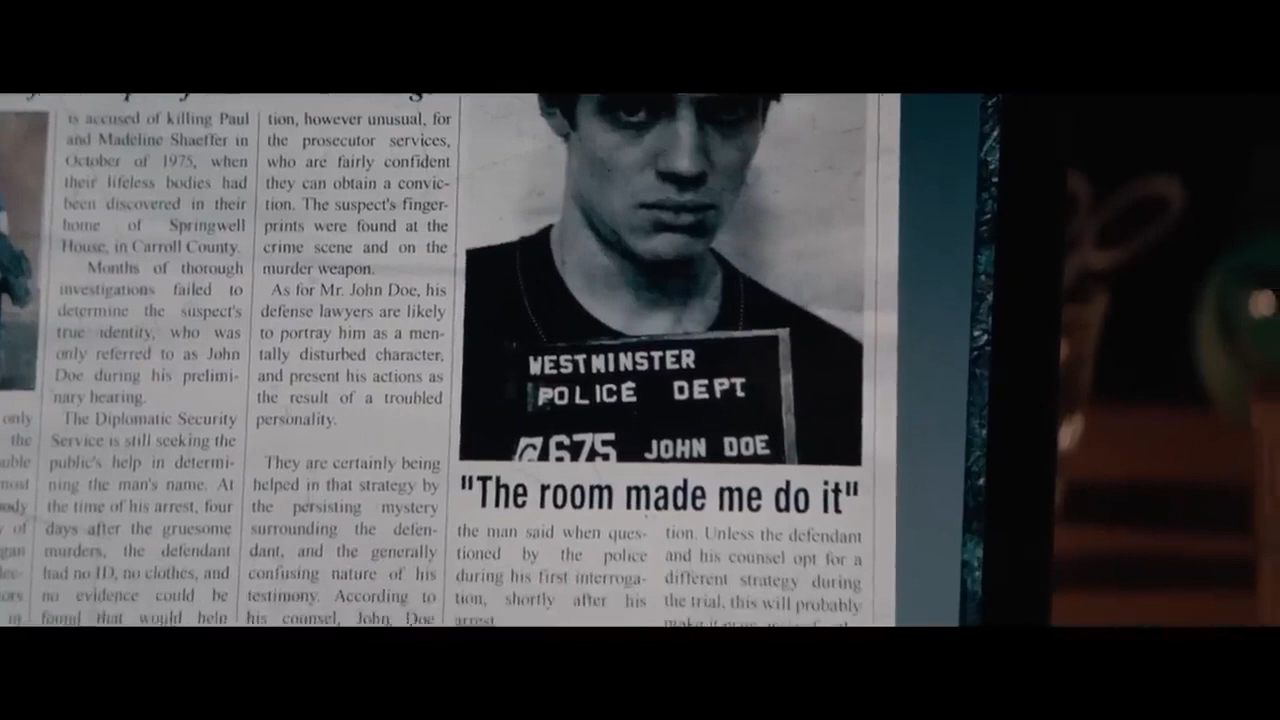 is accused of killing Paul
and Madeline Shaeffer in
October of 1975, when
their lifeless bodies had
been discovered in their
home of Springwell
House, in Carroll County.
Months of thorough
investigations failed to
determine the suspect's
true identity, who was
only referred to as John
Doe during his prelimi-
nary hearing.
The Diplomatic Security
Service is still seeking the
public's help in determi-
ning the man's name. At
the time of his arrest, four
days after the gruesome
murders, the defendant
had no ID, no clothes, and
no evidence could be
found that would help
tion, however unusual, for
the prosecutor services,
who are fairly confident
they can obtain a convic-
tion. The suspect's finger-
prints were found at the
crime scene and on the
murder weapon.
As for Mr. John Doe, his
defense lawyers are likely
to portray him as a men-
tally disturbed character,
and present his actions as
the result of a troubled
personality.
They are certainly being
helped in that strategy by
the persisting mystery
surrounding the defen-
dant, and the generally
confusing nature of his
testimony. According to
his counsel, John Doe
WESTMINSTER
POLICE DEPT
675 JOHN DOE
"The room made me do it"
the man said when ques-
tioned by the police
during his first interroga-
tion, shortly after his
arrest
tion. Unless the defendant
and his counsel opt for a
different strategy during
the trial, this will probably
make it
only
the
of